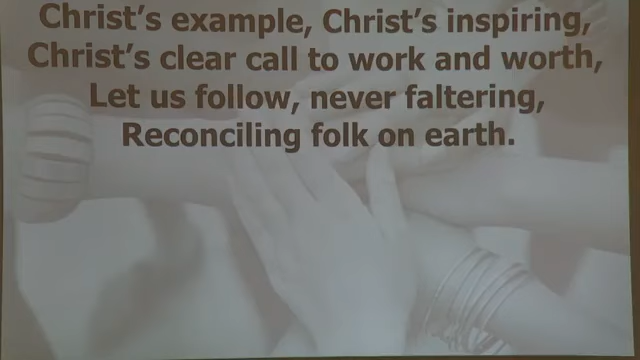 Christ's example, Christ's inspiring,
Christ's clear call to work and worth,
Let us follow, never faltering,
Reconciling folk on earth.